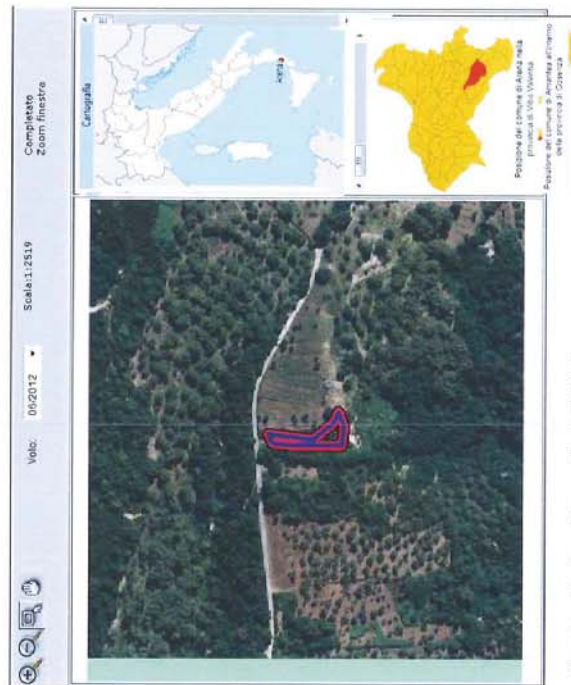 Volo: 06/2012
Scala:1:2519
Completato
Zoom finestra
Cartografia
Arena
Posizione del comune di Arena nella
provincia di Vibo Valentia
Posizione del comune di Amantea all'interno
della provincia di Cosenza